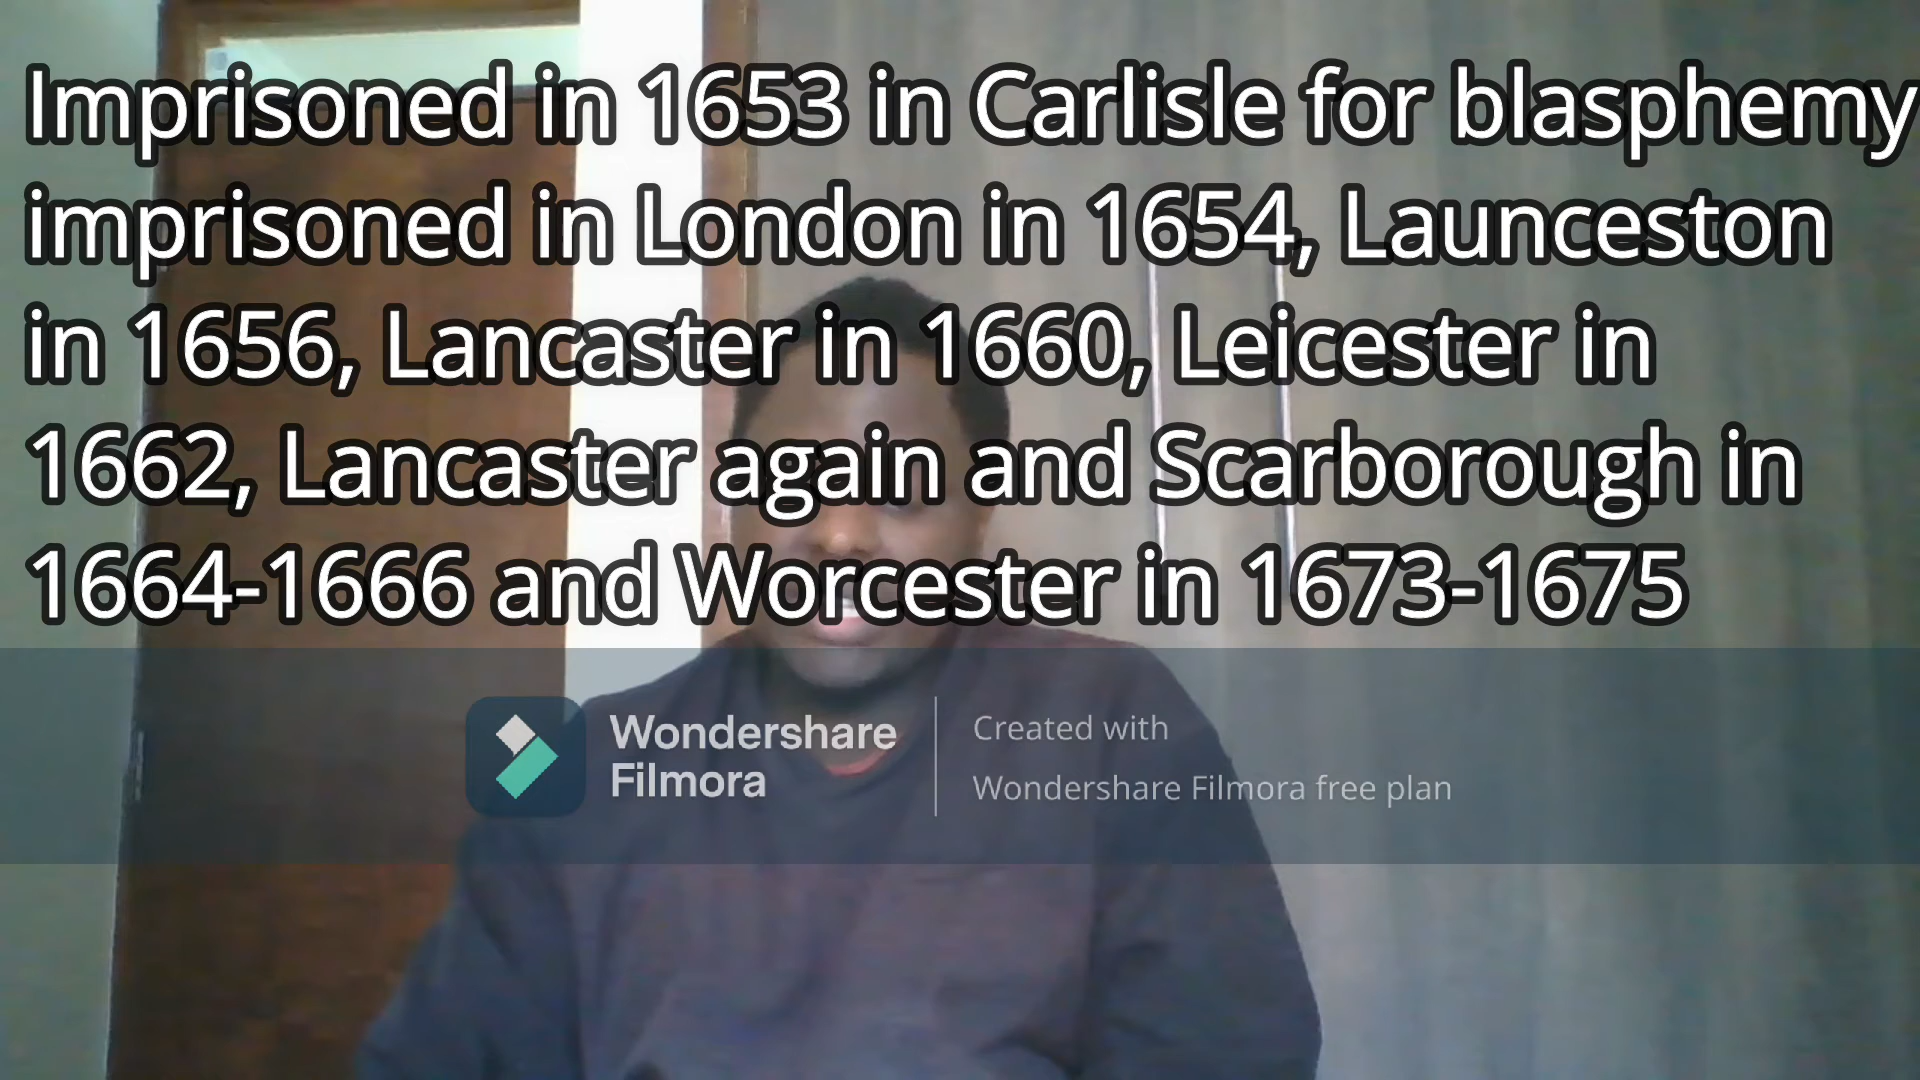 Imprisoned in 1653 in Carlisle for blasphemy
imprisoned in London in 1654, Launceston
in 1656, Lancaster in 1660, Leicester in
1662, Lancaster again and Scarborough in
1664-1666 and Worcester in 1673-1675
Wondershare
Filmora
Created with
Wondershare Filmora free plan